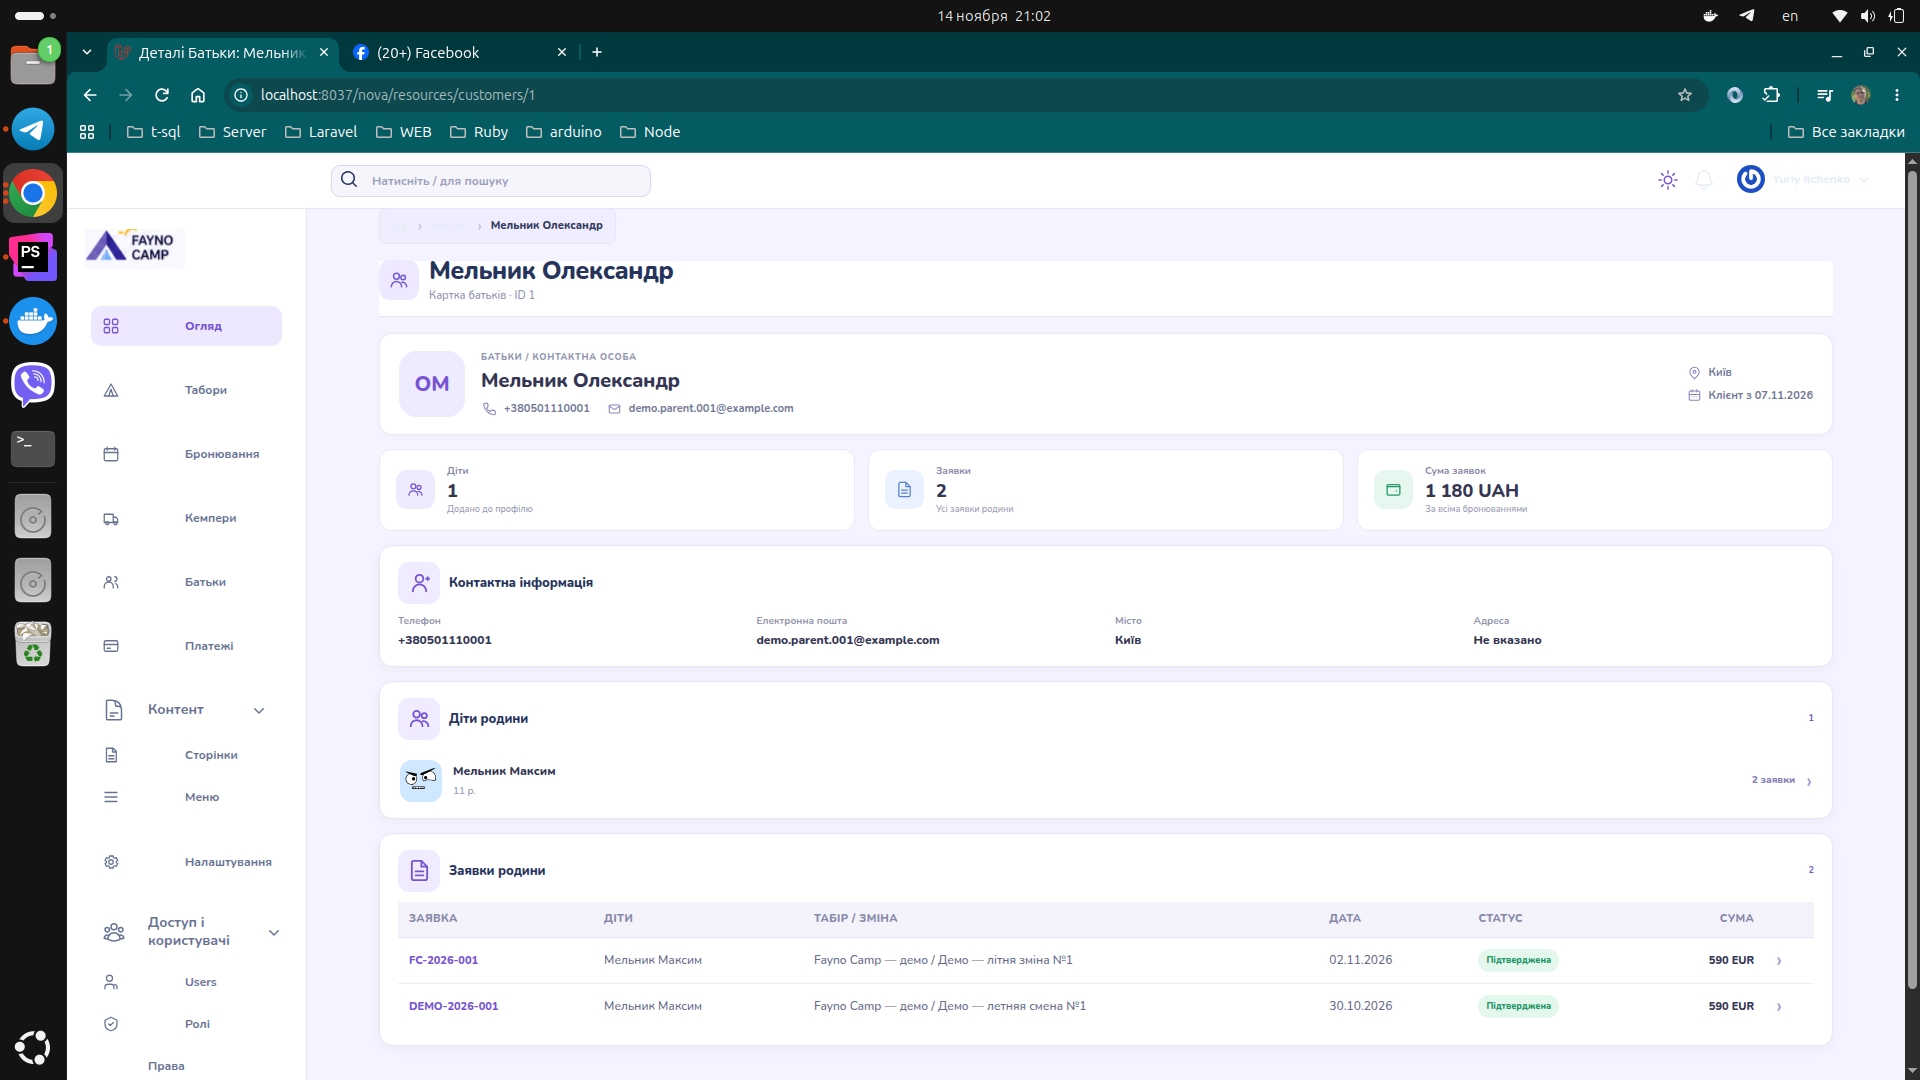 14 ноября 21:02
en
1
Деталі Батьки: Мельник
(20+) Facebook
localhost:8037/nova/resources/customers/1
t-sql
Server
Laravel
WEB
Ruby
arduino
Node
Все закладки
Натисніть / для пошуку
Yuriy Ilchenko
FAYNO
CAMP
Огляд
Табори
Бронювання
Кемпери
Батьки
Платежі
Контент
Сторінки
Меню
Налаштування
Доступ і
користувачі
Users
Ролі
Права
› › Мельник Олександр
Мельник Олександр
Картка батьків · ID 1
ОМ
БАТЬКИ / КОНТАКТНА ОСОБА
Мельник Олександр
+380501110001
demo.parent.001@example.com
Київ
Клієнт з 07.11.2026
Діти
1
Додано до профілю
Заявки
2
Усі заявки родини
Сума заявок
1 180 UAH
За всіма бронюваннями
Контактна інформація
Телефон
+380501110001
Електронна пошта
demo.parent.001@example.com
Місто
Київ
Адреса
Не вказано
Діти родини
1
Мельник Максим
11 р.
2 заявки ›
Заявки родини
2
ЗАЯВКА ДІТИ ТАБІР / ЗМІНА ДАТА СТАТУС СУМА
FC-2026-001 Мельник Максим Fayno Camp — демо / Демо — літня зміна №1 02.11.2026 Підтверджена 590 EUR ›
DEMO-2026-001 Мельник Максим Fayno Camp — демо / Демо — летняя смена №1 30.10.2026 Підтверджена 590 EUR ›
PS
>_